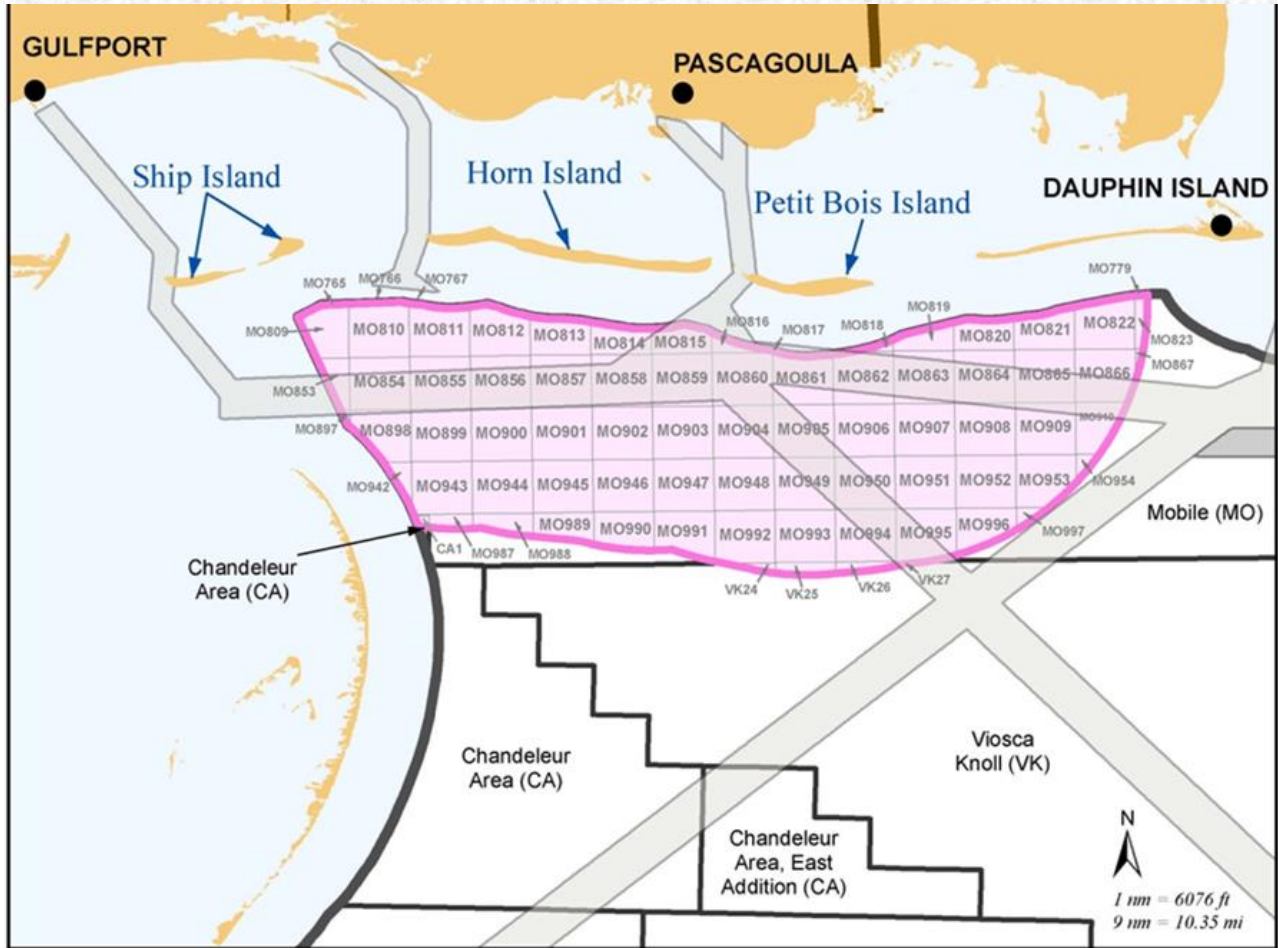 GULFPORT
PASCAGOULA
Ship Island
Horn Island
Petit Bois Island
DAUPHIN ISLAND
MO765
MO766
MO767
MO779
MO809
MO810
MO811
MO812
MO813
MO814
MO815
MO816
MO817
MO818
MO819
MO820
MO821
MO822
MO823
MO853
MO854
MO855
MO856
MO857
MO858
MO859
MO860
MO861
MO862
MO863
MO864
MO865
MO866
MO867
MO897
MO898
MO899
MO900
MO901
MO902
MO903
MO904
MO905
MO906
MO907
MO908
MO909
MO910
MO942
MO943
MO944
MO945
MO946
MO947
MO948
MO949
MO950
MO951
MO952
MO953
MO954
CA1
MO987
MO988
MO989
MO990
MO991
MO992
MO993
MO994
MO995
MO996
MO997
Mobile (MO)
Chandeleur
Area (CA)
VK24
VK25
VK26
VK27
Chandeleur
Area (CA)
Viosca
Knoll (VK)
Chandeleur
Area, East
Addition (CA)
N
1 nm = 6076 ft
9 nm = 10.35 mi